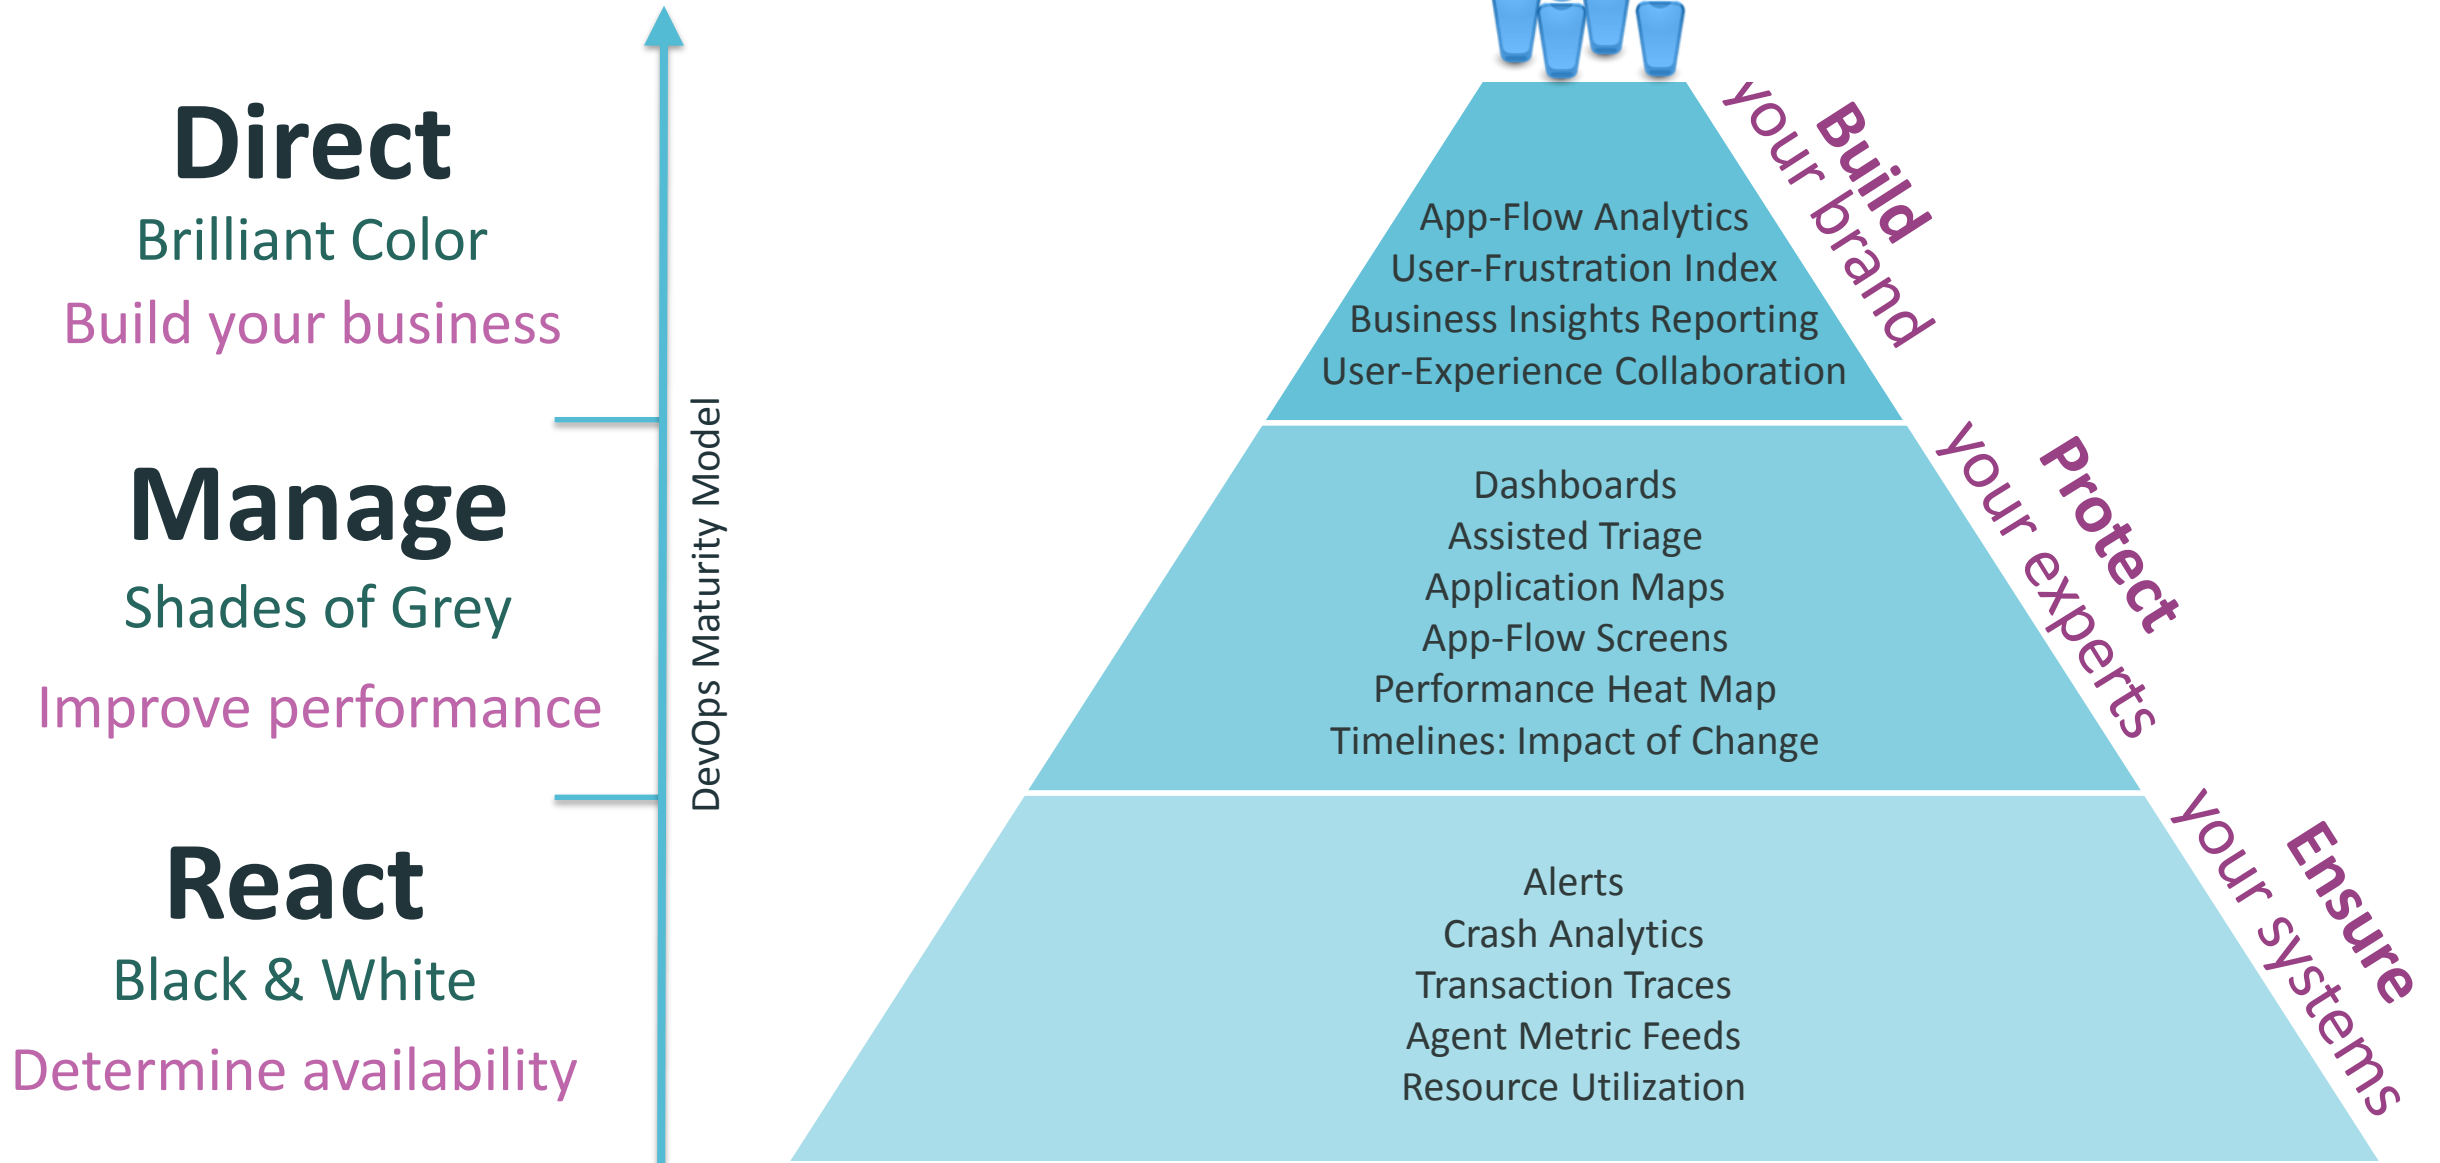 Direct
Brilliant Color
Build your business
Manage
Shades of Grey
Improve performance
React
Black & White
Determine availability
DevOps Maturity Model
App-Flow Analytics
User-Frustration Index
Business Insights Reporting
User-Experience Collaboration
Dashboards
Assisted Triage
Application Maps
App-Flow Screens
Performance Heat Map
Timelines: Impact of Change
Alerts
Crash Analytics
Transaction Traces
Agent Metric Feeds
Resource Utilization
Build
your brand
Protect
your experts
Ensure
your systems